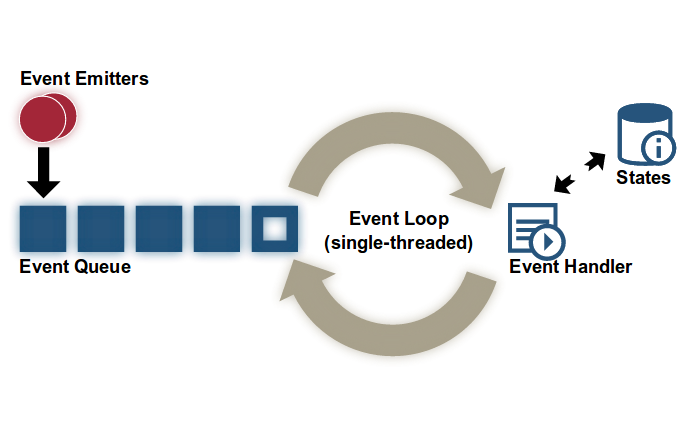 Event Emitters
States
Event Loop
(single-threaded)
Event Queue
Event Handler